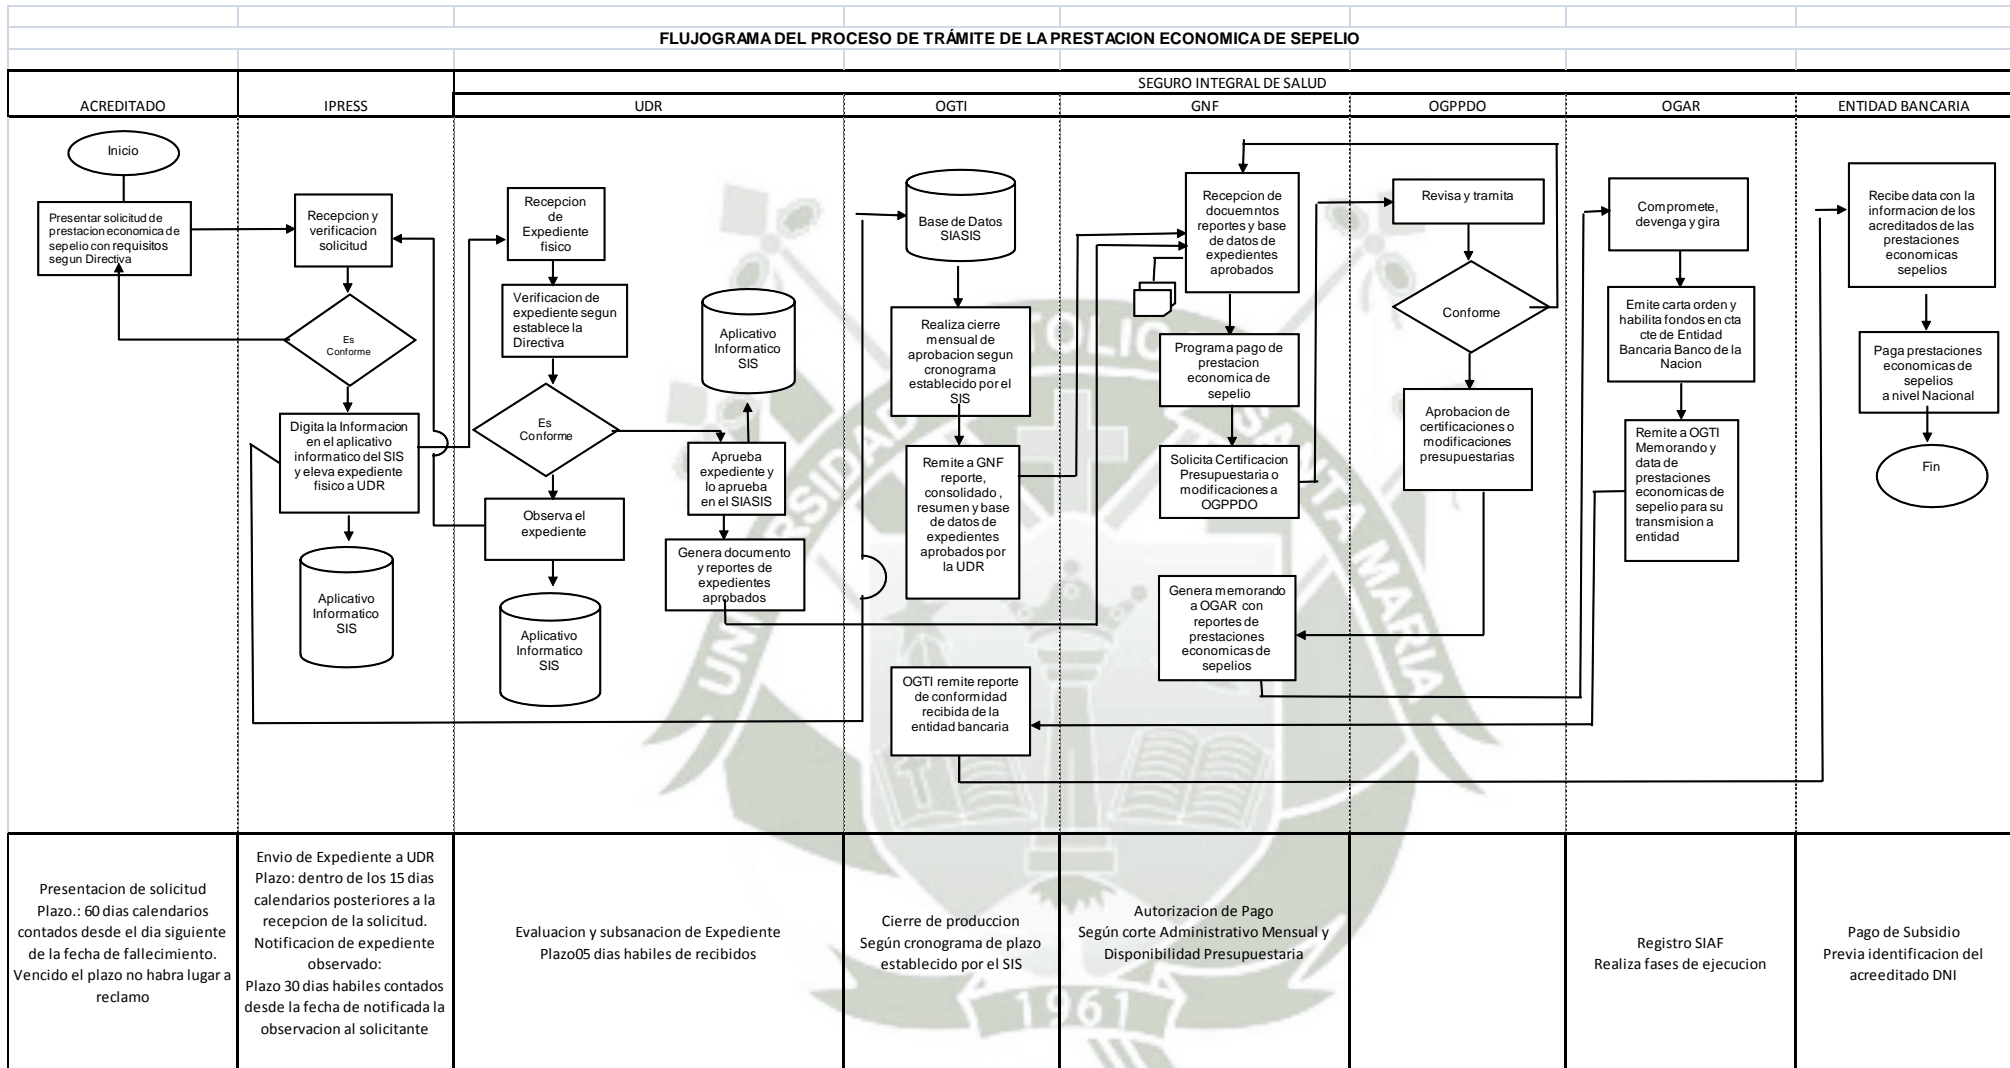 FLUJOGRAMA DEL PROCESO DE TRÁMITE DE LA PRESTACION ECONOMICA DE SEPELIO
SEGURO INTEGRAL DE SALUD
ACREDITADO
IPRESS
UDR
OGTI
GNF
OGPPDO
OGAR
ENTIDAD BANCARIA
Inicio
Presentar solicitud de
prestacion economica de
sepelio con requisitos
segun Directiva
Recepcion y
verificacion
solicitud
Es
Conforme
Digita la Informacion
en el aplicativo
informatico del SIS y
eleva expediente
fisico a UDR
Aplicativo
Informatico
SIS
Recepcion
de
Expediente
fisico
Verificacion de
expediente segun
establece la
Directiva
Es
Conforme
Observa el
expediente
Aplicativo
Informatico
SIS
Aplicativo
Informatico
SIS
Aprueba
expediente y
lo aprueba
en el SIASIS
Genera documento
y reportes de
expedientes
aprobados
Base de Datos
SIASIS
Realiza cierre
mensual de
aprobacion segun
cronograma
establecido por el
SIS
Remite a GNF
reporte,
consolidado ,
resumen y base
de datos de
expedientes
aprobados por
la UDR
OGTI remite reporte
de conformidad
recibida de la
entidad bancaria
Recepcion de
docuemntos
reportes y base
de datos de
expedientes
aprobados
Programa pago de
prestacion
economica de
sepelio
Solicita Certificacion
Presupuestaria o
modificaciones a
OGPPDO
Genera memorando
a OGAR con
reportes de
prestaciones
economicas de
sepelios
Revisa y tramita
Conforme
Aprobacion de
certificaciones o
modificaciones
presupuestarias
Compromete,
devenga y gira
Emite carta orden y
habilita fondos en cta
cte de Entidad
Bancaria Banco de la
Nacion
Remite a OGTI
Memorando y
data de
prestaciones
economicas de
sepelio para su
transmision a
entidad
Recibe data con la
informacion de los
acreditados de las
prestaciones
economicas
sepelios
Paga prestaciones
economicas de
sepelios
a nivel Nacional
Fin
Presentacion de solicitud
Plazo.: 60 dias calendarios
contados desde el dia siguiente
de la fecha de fallecimiento.
Vencido el plazo no habra lugar a
reclamo
Envio de Expediente a UDR
Plazo: dentro de los 15 dias
calendarios posteriores a la
recepcion de la solicitud.
Notificacion de expediente
observado:
Plazo 30 dias habiles contados
desde la fecha de notificada la
observacion al solicitante
Evaluacion y subsanacion de Expediente
Plazo05 dias habiles de recibidos
Cierre de produccion
Según cronograma de plazo
establecido por el SIS
Autorizacion de Pago
Según corte Administrativo Mensual y
Disponibilidad Presupuestaria
Registro SIAF
Realiza fases de ejecucion
Pago de Subsidio
Previa identificacion del
acreeditado DNI
UNIVERSIDAD CATOLICA DE SANTA MARIA
1961